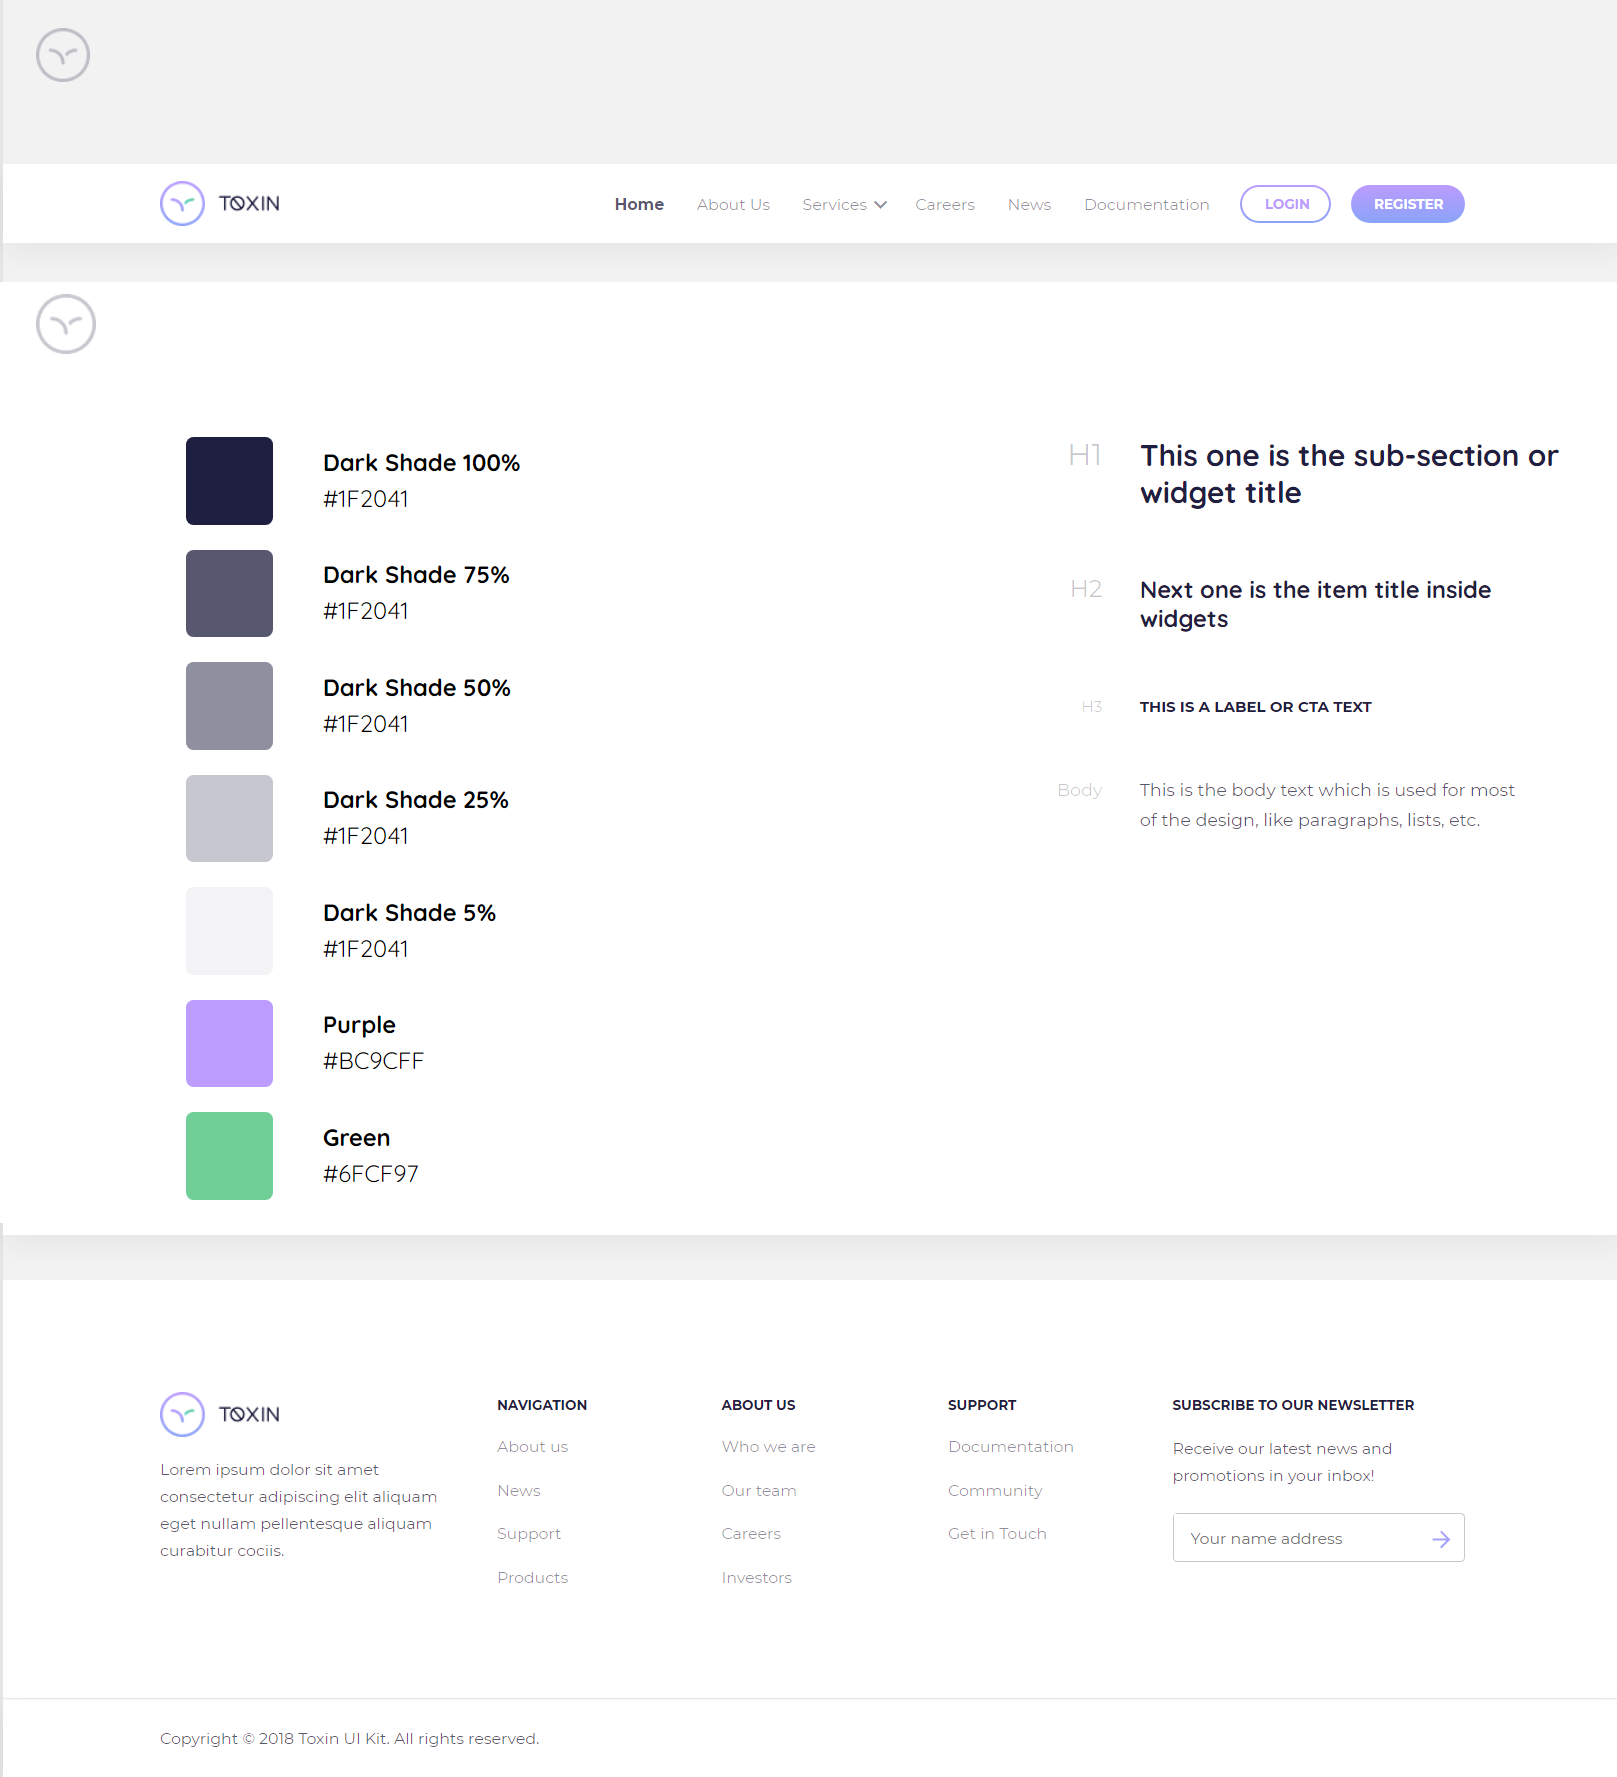 TOXIN
Home About Us Services Careers News Documentation LOGIN REGISTER
Dark Shade 100%
#1F2041
Dark Shade 75%
#1F2041
Dark Shade 50%
#1F2041
Dark Shade 25%
#1F2041
Dark Shade 5%
#1F2041
Purple
#BC9CFF
Green
#6FCF97
H1 This one is the sub-section or
widget title
H2 Next one is the item title inside
widgets
H3 THIS IS A LABEL OR CTA TEXT
Body This is the body text which is used for most
of the design, like paragraphs, lists, etc.
TOXIN
Lorem ipsum dolor sit amet
consectetur adipiscing elit aliquam
eget nullam pellentesque aliquam
curabitur cociis.
NAVIGATION
About us
News
Support
Products
ABOUT US
Who we are
Our team
Careers
Investors
SUPPORT
Documentation
Community
Get in Touch
SUBSCRIBE TO OUR NEWSLETTER
Receive our latest news and
promotions in your inbox!
Your name address
Copyright © 2018 Toxin UI Kit. All rights reserved.